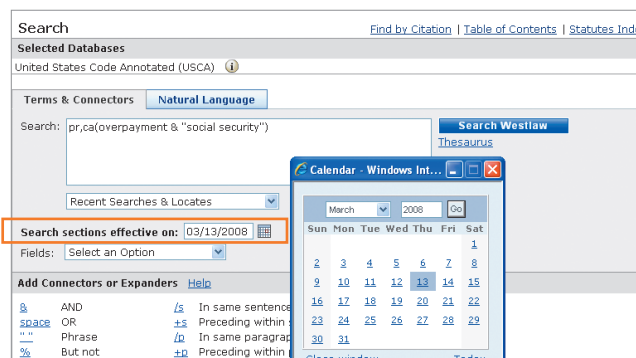 Search Find by Citation | Table of Contents | Statutes
Selected Databases
United States Code Annotated (USCA)
Terms & Connectors Natural Language
Search: pr,ca(overpayment & "social security") Search Westlaw
Thesaurus
Calendar - Windows Int...
Recent Searches & Locates March 2008 Go
Search sections effective on: 03/13/2008 Sun Mon Tue Wed Thu Fri Sat
1
Fields: Select an Option
2 3 4 5 6 7 8
Add Connectors or Expanders Help 9 10 11 12 13 14 15
& AND /s In same sentence 16 17 18 19 20 21 22
space OR +s Preceding within 23 24 25 26 27 28 29
" " Phrase /p In same 30 31
% But not +p Preceding within Close window Today